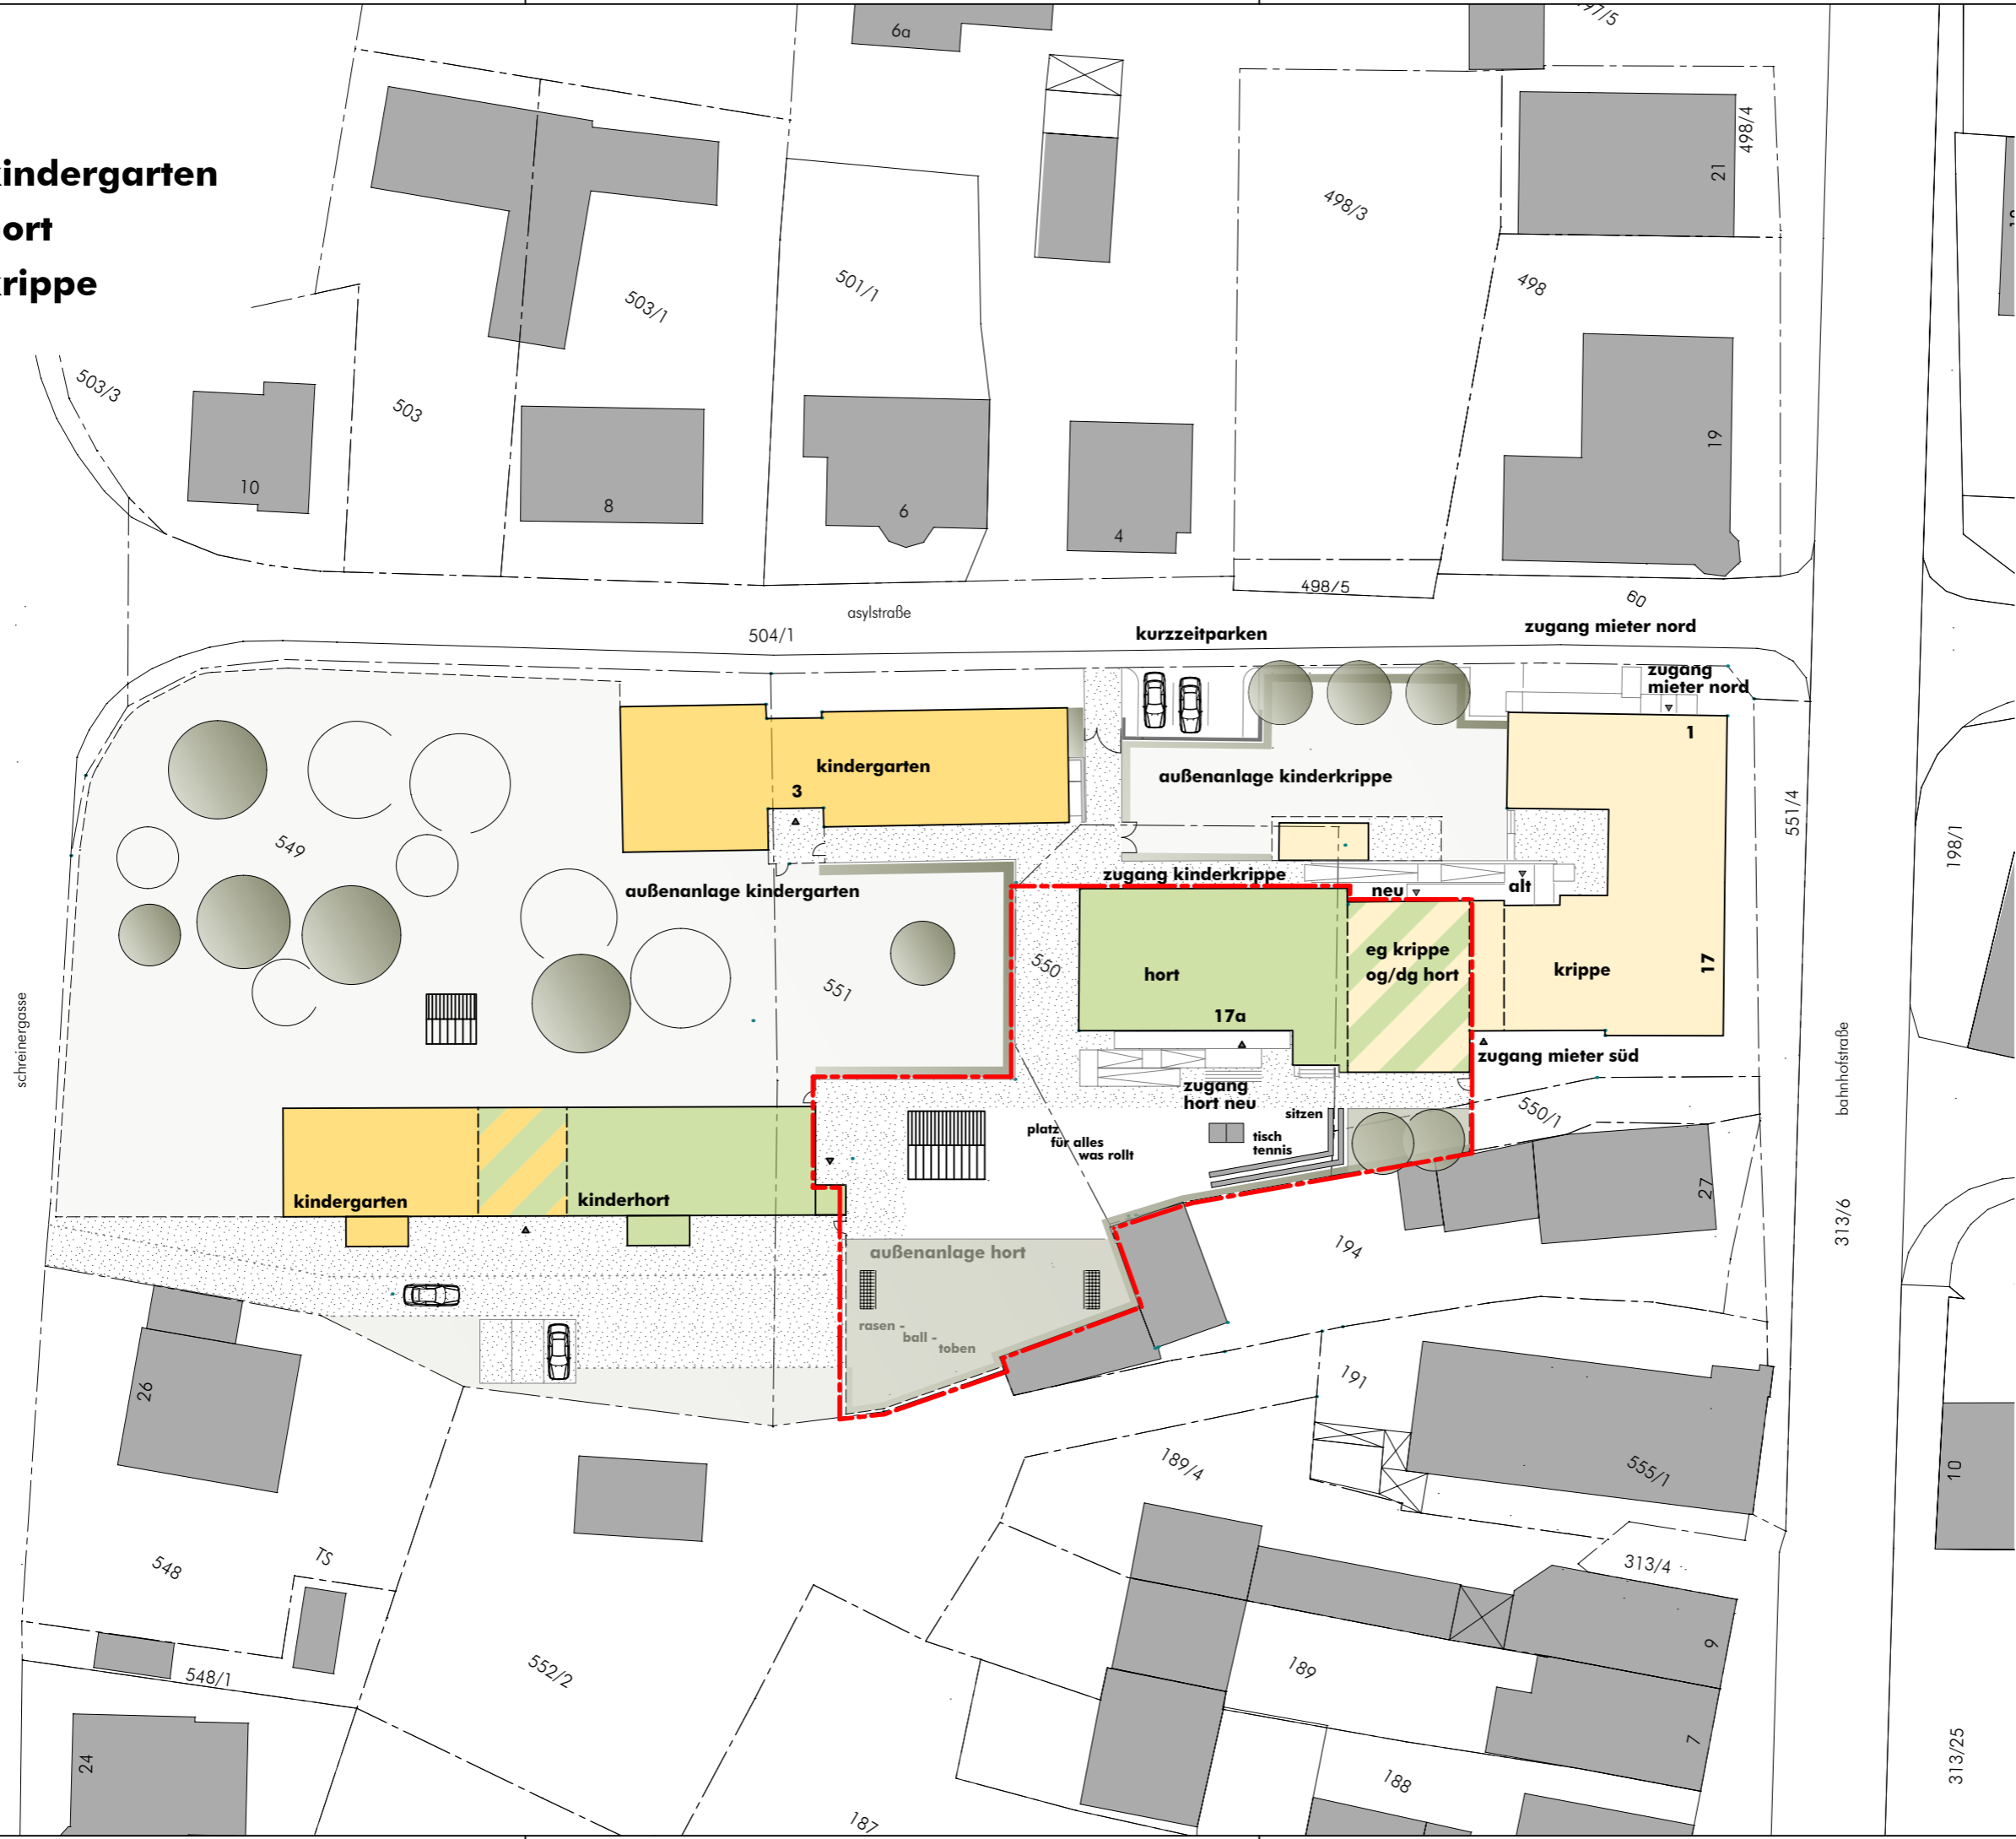 6a
97/5
498/4
21
kindergarten
ort
krippe
498/3
501/1
503/1
498
503/3
503
19
10
8
6
4
498/5
60
asylstraße
504/1
kurzzeitparken
zugang mieter nord
zugang
mieter nord
1
kindergarten
außenanlage kinderkrippe
3
551/4
198/1
549
außenanlage kindergarten
zugang kinderkrippe
neu
alt
eg krippe
og/dg hort
550
hort
krippe
17
551
17a
schreinergasse
bahnhofstraße
zugang mieter süd
zugang
hort neu
sitzen
550/1
platz
für alles
was rollt
tisch
tennis
kindergarten
kinderhort
27
313/6
194
außenanlage hort
rasen -
ball -
toben
26
191
189/4
555/1
10
548
TS
313/4
548/1
552/2
189
9
7
24
188
187
313/25